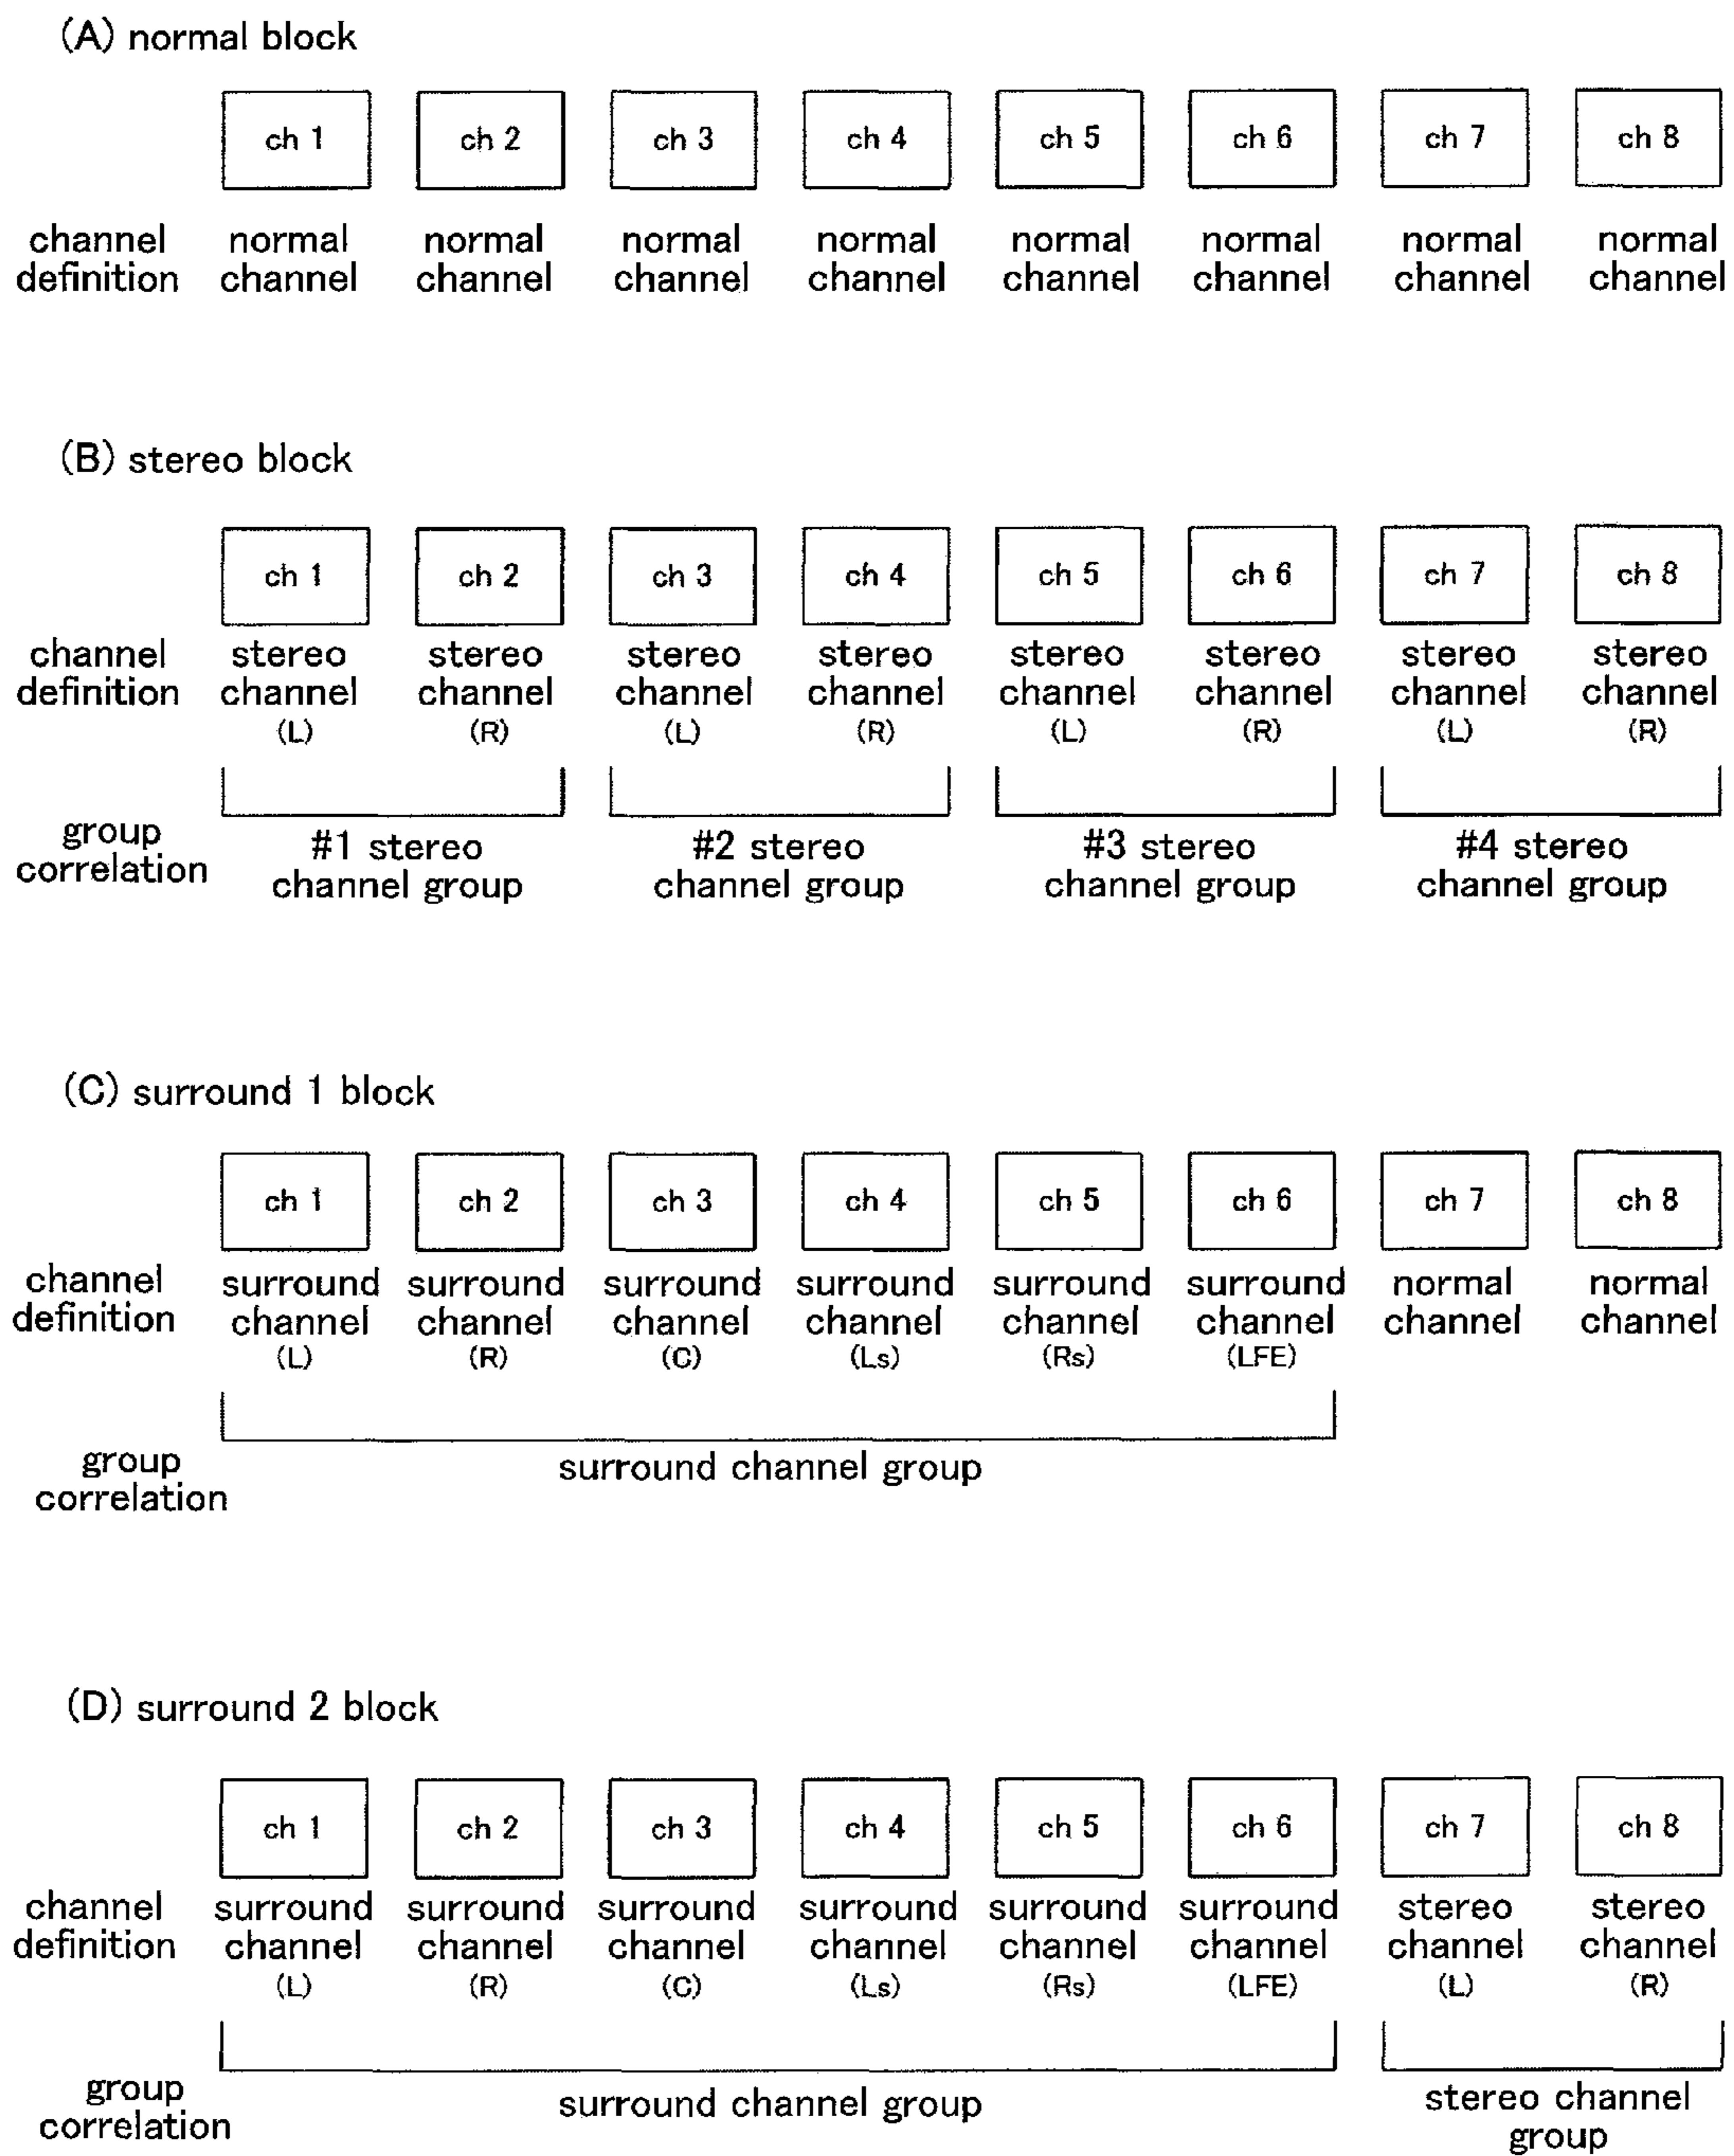 (A) normal block
ch 1 ch 2 ch 3 ch 4 ch 5 ch 6 ch 7 ch 8
channel normal normal normal normal normal normal normal normal
definition channel channel channel channel channel channel channel channel
(B) stereo block
ch 1 ch 2 ch 3 ch 4 ch 5 ch 6 ch 7 ch 8
channel stereo stereo stereo stereo stereo stereo stereo stereo
definition channel channel channel channel channel channel channel channel
(L) (R) (L) (R) (L) (R) (L) (R)
group #1 stereo #2 stereo #3 stereo #4 stereo
correlation channel group channel group channel group channel group
(C) surround 1 block
ch 1 ch 2 ch 3 ch 4 ch 5 ch 6 ch 7 ch 8
channel surround surround surround surround surround surround normal normal
definition channel channel channel channel channel channel channel channel
(L) (R) (C) (Ls) (Rs) (LFE)
group surround channel group
correlation
(D) surround 2 block
ch 1 ch 2 ch 3 ch 4 ch 5 ch 6 ch 7 ch 8
channel surround surround surround surround surround surround stereo stereo
definition channel channel channel channel channel channel channel channel
(L) (R) (C) (Ls) (Rs) (LFE) (L) (R)
group surround channel group stereo channel
correlation group